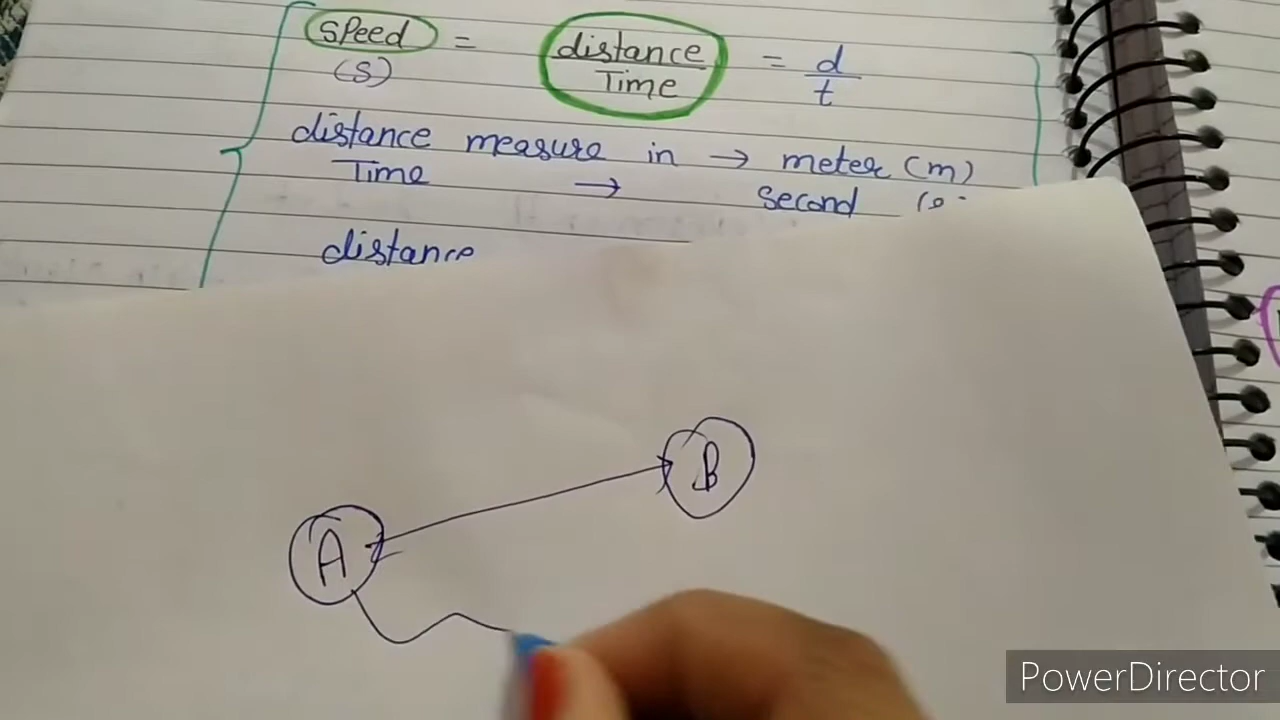 speed = distance / Time = d / t
(s)
distance measure in → meter (m)
Time → Second (s
distance
B
A
PowerDirector